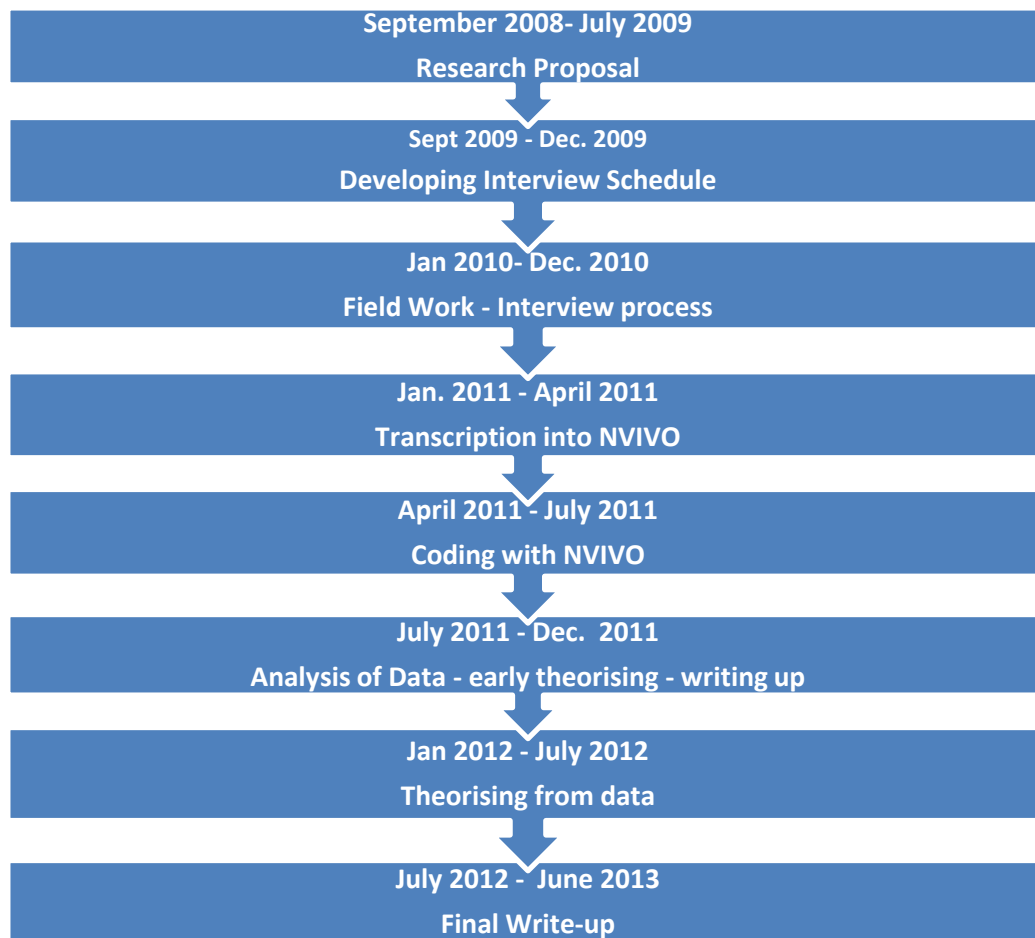 September 2008- July 2009
Research Proposal
Sept 2009 - Dec. 2009
Developing Interview Schedule
Jan 2010- Dec. 2010
Field Work - Interview process
Jan. 2011 - April 2011
Transcription into NVIVO
April 2011 - July 2011
Coding with NVIVO
July 2011 - Dec.  2011
Analysis of Data - early theorising - writing up
Jan 2012 - July 2012
Theorising from data
July 2012 -  June 2013
Final Write-up